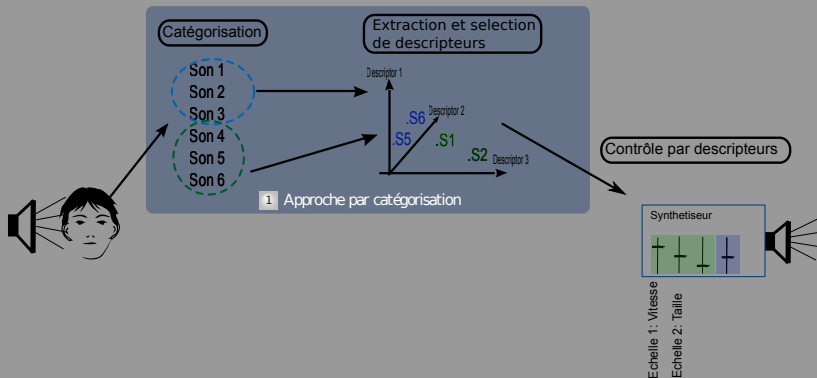 Catégorisation
Extraction et selection
de descripteurs
Son 1
Son 2
Son 3
Son 4
Son 5
Son 6
Descriptor 1
Descriptor 2
.S6
.S5
.S1
.S2
Descriptor 3
1 Approche par catégorisation
Contrôle par descripteurs
Synthetiseur
Echelle 1: Vitesse
Echelle 2: Taille